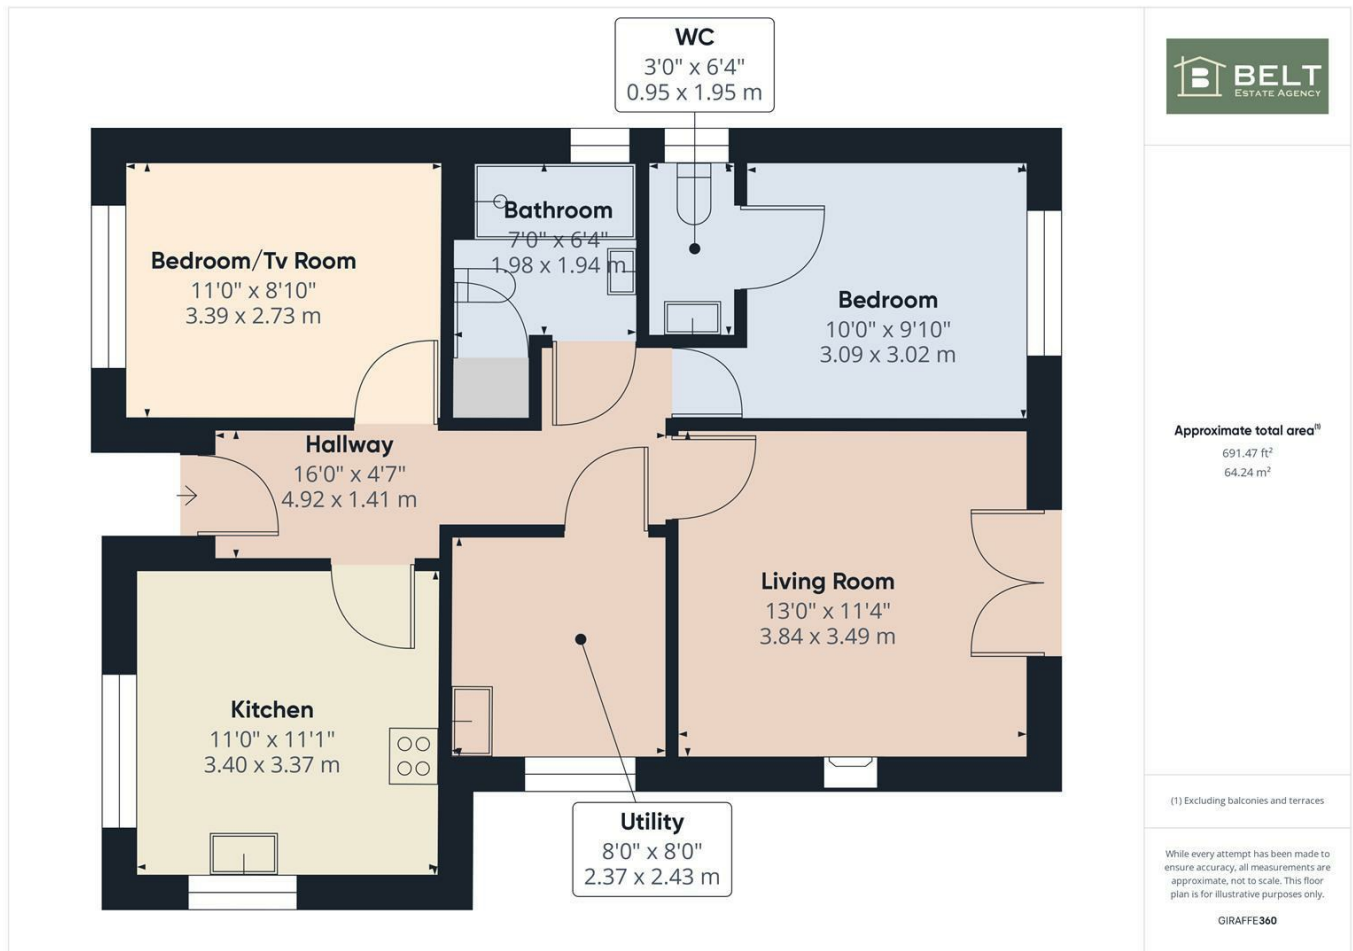 WC
3'0" x 6'4"
0.95 x 1.95 m
BELT
ESTATE AGENCY
Bathroom
7'0" x 6'4"
1.98 x 1.94 m
Bedroom/Tv Room
11'0" x 8'10"
3.39 x 2.73 m
Bedroom
10'0" x 9'10"
3.09 x 3.02 m
Hallway
16'0" x 4'7"
4.92 x 1.41 m
Living Room
13'0" x 11'4"
3.84 x 3.49 m
Kitchen
11'0" x 11'1"
3.40 x 3.37 m
Utility
8'0" x 8'0"
2.37 x 2.43 m
Approximate total area⁽¹⁾
691.47 ft²
64.24 m²
(1) Excluding balconies and terraces
While every attempt has been made to
ensure accuracy, all measurements are
approximate, not to scale. This floor
plan is for illustrative purposes only.
GIRAFFE360